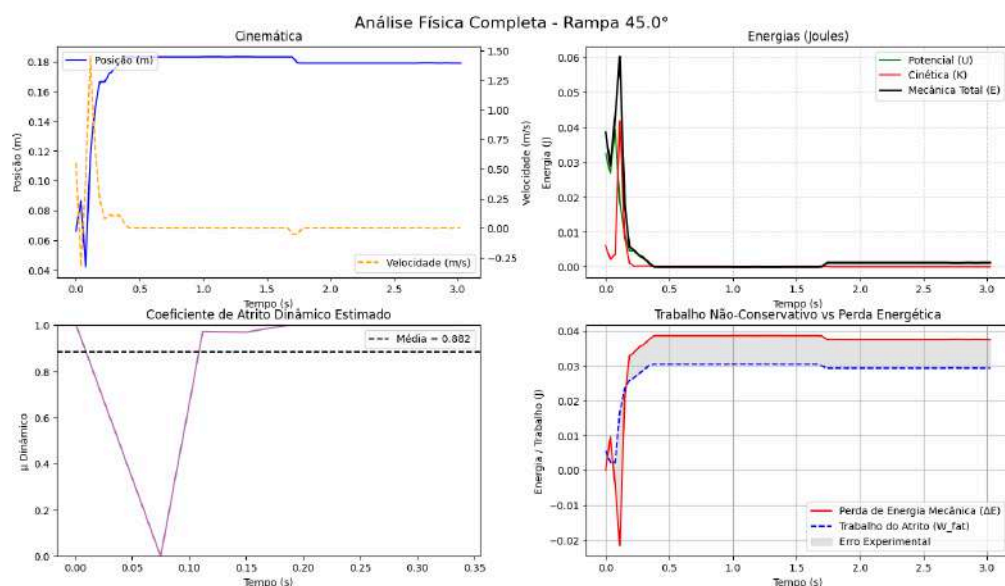 Análise Física Completa - Rampa 45.0°
Cinemática
Posição (m)
0.18
0.16
0.14
0.12
0.10
0.08
0.06
0.04
Posição (m)
1.50
1.25
1.00
0.75
0.50
0.25
0.00
−0.25
Velocidade (m/s)
Velocidade (m/s)
0.0 0.5 1.0 1.5 2.0 2.5 3.0
Tempo (s)
Energias (Joules)
Potencial (U)
Cinética (K)
Mecânica Total (E)
0.06
0.05
0.04
0.03
0.02
0.01
0.00
Energia (J)
0.0 0.5 1.0 1.5 2.0 2.5 3.0
Tempo (s)
Coeficiente de Atrito Dinâmico Estimado
Média = 0.882
1.0
0.8
0.6
0.4
0.2
0.0
μ Dinâmico
0.00 0.05 0.10 0.15 0.20 0.25 0.30 0.35
Tempo (s)
Trabalho Não-Conservativo vs Perda Energética
0.04
0.03
0.02
0.01
0.00
−0.01
−0.02
Energia / Trabalho (J)
Perda de Energia Mecânica (ΔE)
Trabalho do Atrito (W_fat)
Erro Experimental
0.0 0.5 1.0 1.5 2.0 2.5 3.0
Tempo (s)